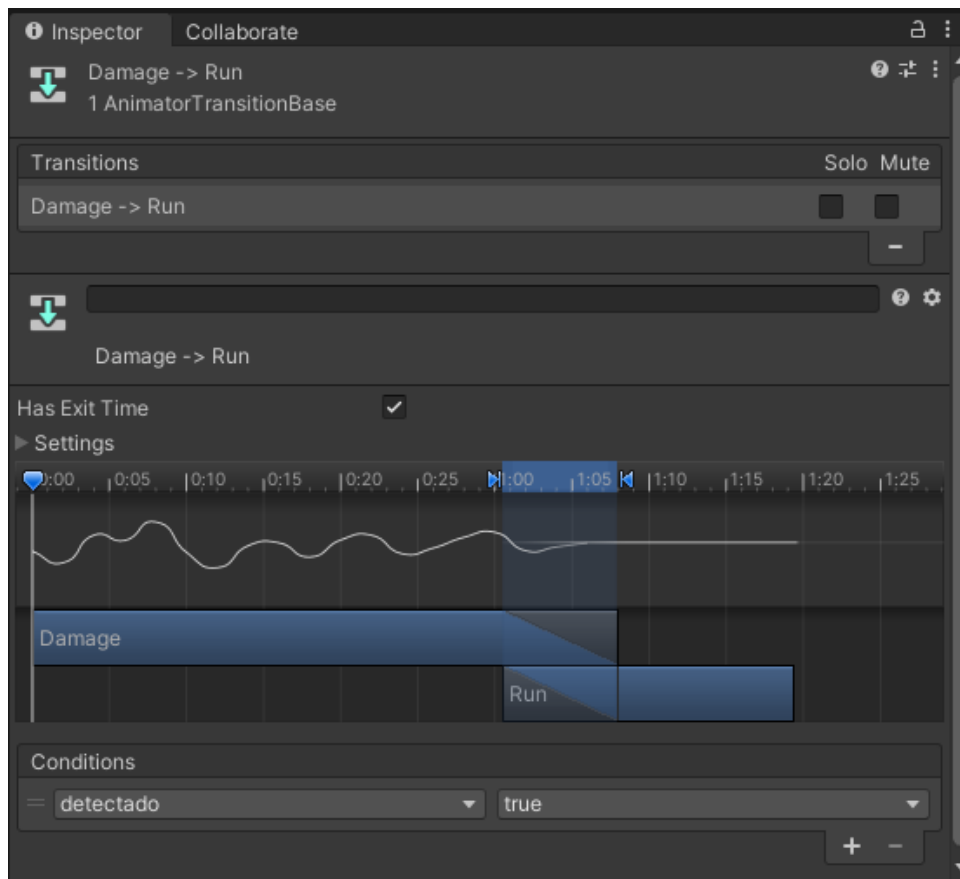 Inspector Collaborate
Damage -> Run
1 AnimatorTransitionBase
Transitions Solo Mute
Damage -> Run
Damage -> Run
Has Exit Time
Settings
0:00 0:05 0:10 0:15 0:20 0:25 1:00 1:05 1:10 1:15 1:20 1:25
Damage
Run
Conditions
detectado true